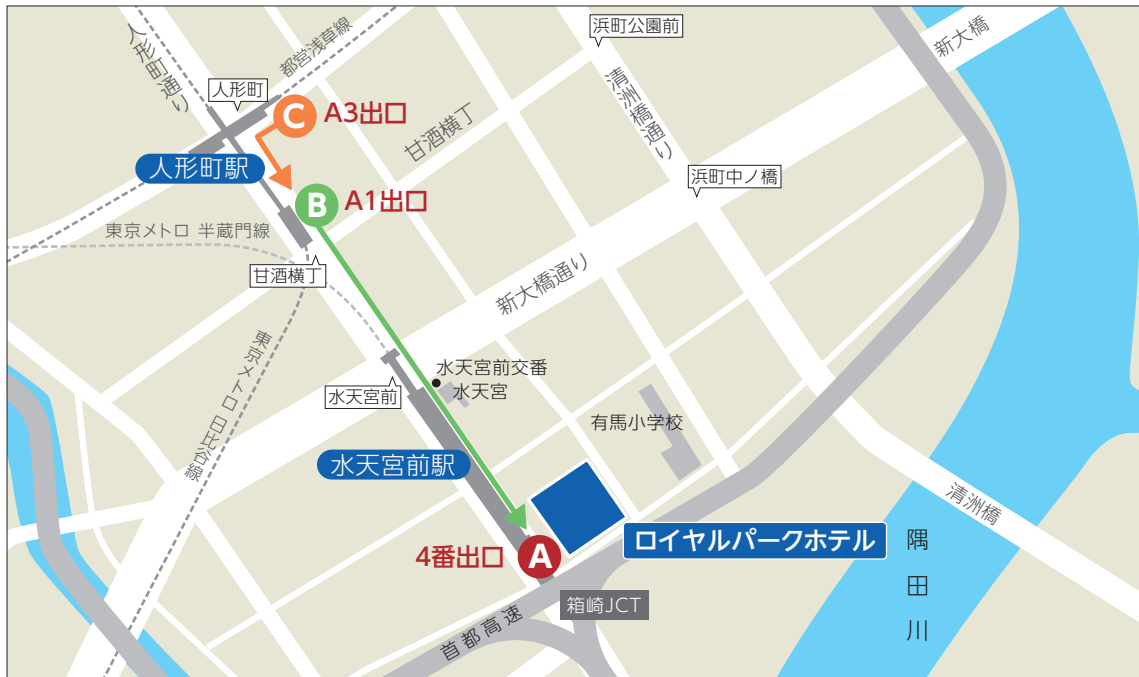 浜町公園前
新大橋
人形町通り
都営浅草線
人形町
C
A3出口
甘酒横丁
清洲橋通り
人形町駅
浜町中ノ橋
B
A1出口
東京メトロ 半蔵門線
甘酒横丁
新大橋通り
東京メトロ 日比谷線
水天宮前交番
水天宮前
水天宮
有馬小学校
水天宮前駅
清洲橋
ロイヤルパークホテル
4番出口
A
隅田川
箱崎JCT
首都高速